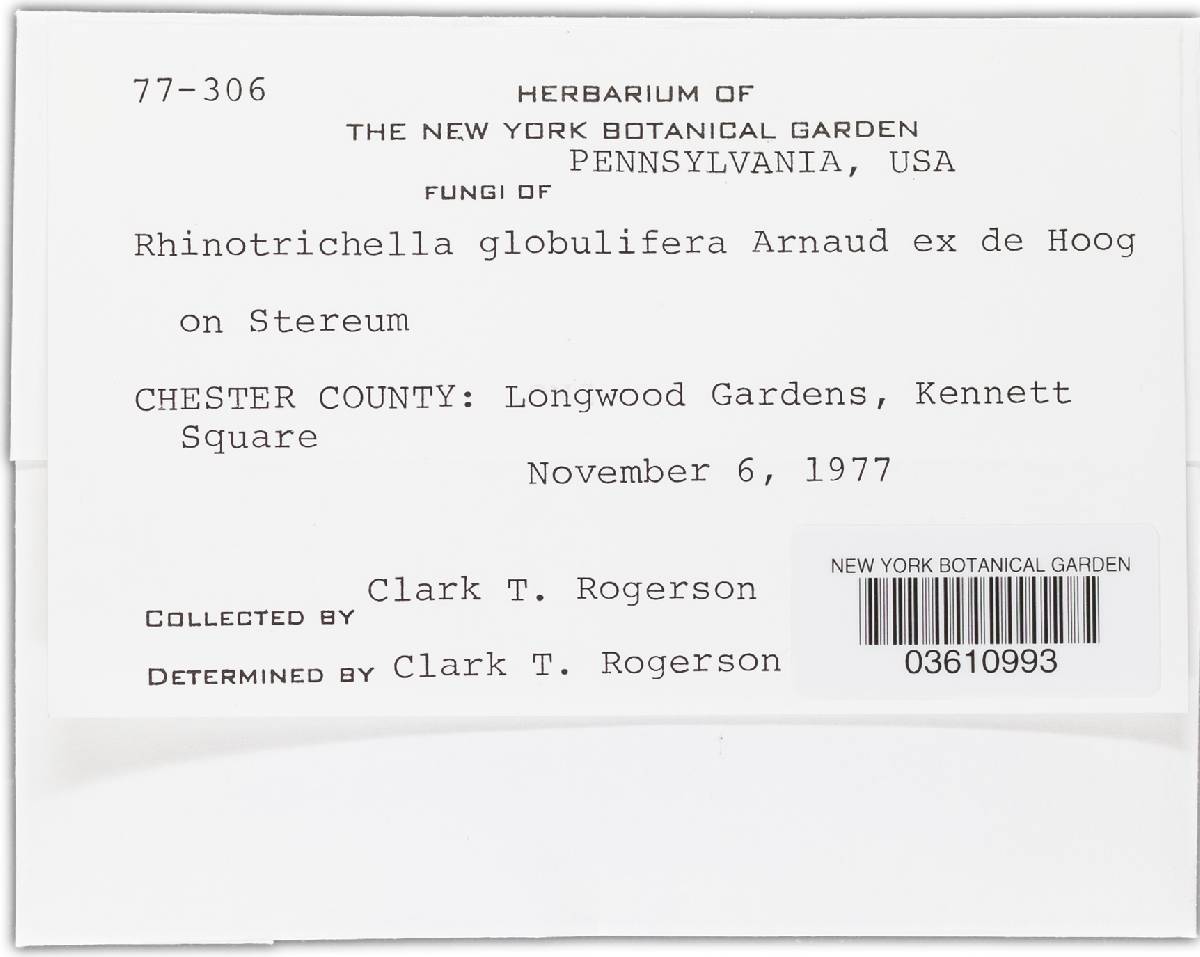 77-306
HERBARIUM OF
THE NEW YORK BOTANICAL GARDEN
PENNSYLVANIA, USA
FUNGI OF
Rhinotrichella globulifera Arnaud ex de Hoog
on Stereum
CHESTER COUNTY: Longwood Gardens, Kennett
Square
November 6, 1977
Clark T. Rogerson
COLLECTED BY
DETERMINED BY Clark T. Rogerson
NEW YORK BOTANICAL GARDEN
03610993